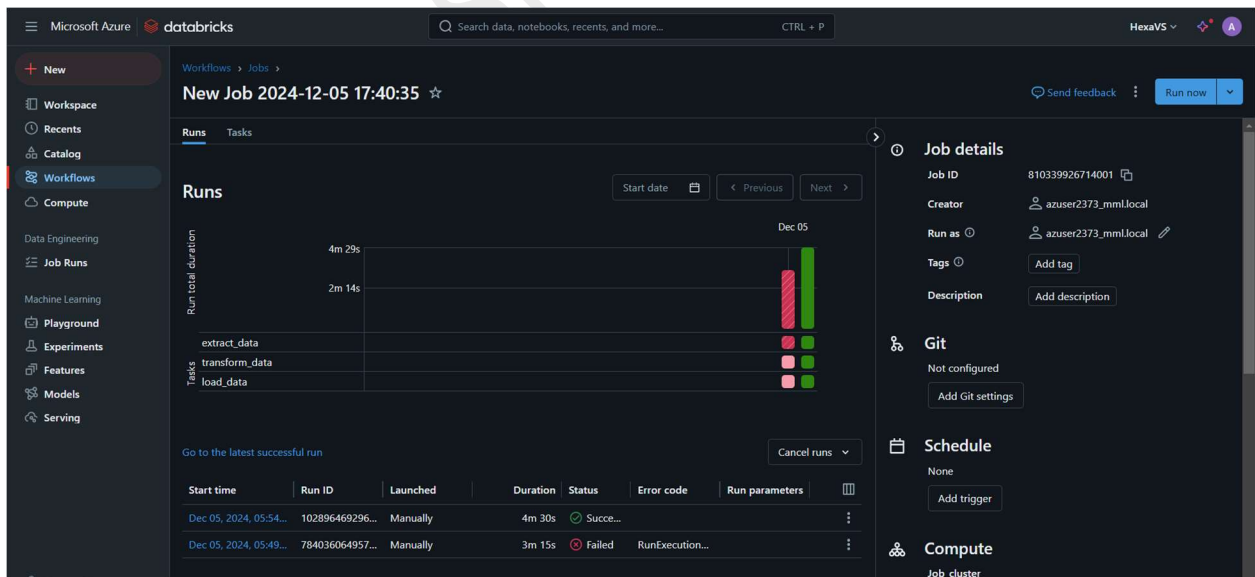 Microsoft Azure databricks
Search data, notebooks, recents, and more... CTRL + P
HexaVS
A
New
Workspace
Recents
Catalog
Workflows
Compute
Data Engineering
Job Runs
Machine Learning
Playground
Experiments
Features
Models
Serving
Workflows > Jobs >
New Job 2024-12-05 17:40:35
Send feedback
Run now
Runs Tasks
Runs
Start date
Previous
Next
Dec 05
Run total duration
4m 29s
2m 14s
Tasks
extract_data
transform_data
load_data
Go to the latest successful run
Cancel runs
Start time Run ID Launched Duration Status Error code Run parameters
Dec 05, 2024, 05:54... 102896469296... Manually 4m 30s Succe...
Dec 05, 2024, 05:49... 784036064957... Manually 3m 15s Failed RunExecution...
Job details
Job ID 810339926714001
Creator azuser2373_mml.local
Run as azuser2373_mml.local
Tags Add tag
Description Add description
Git
Not configured
Add Git settings
Schedule
None
Add trigger
Compute
Job cluster